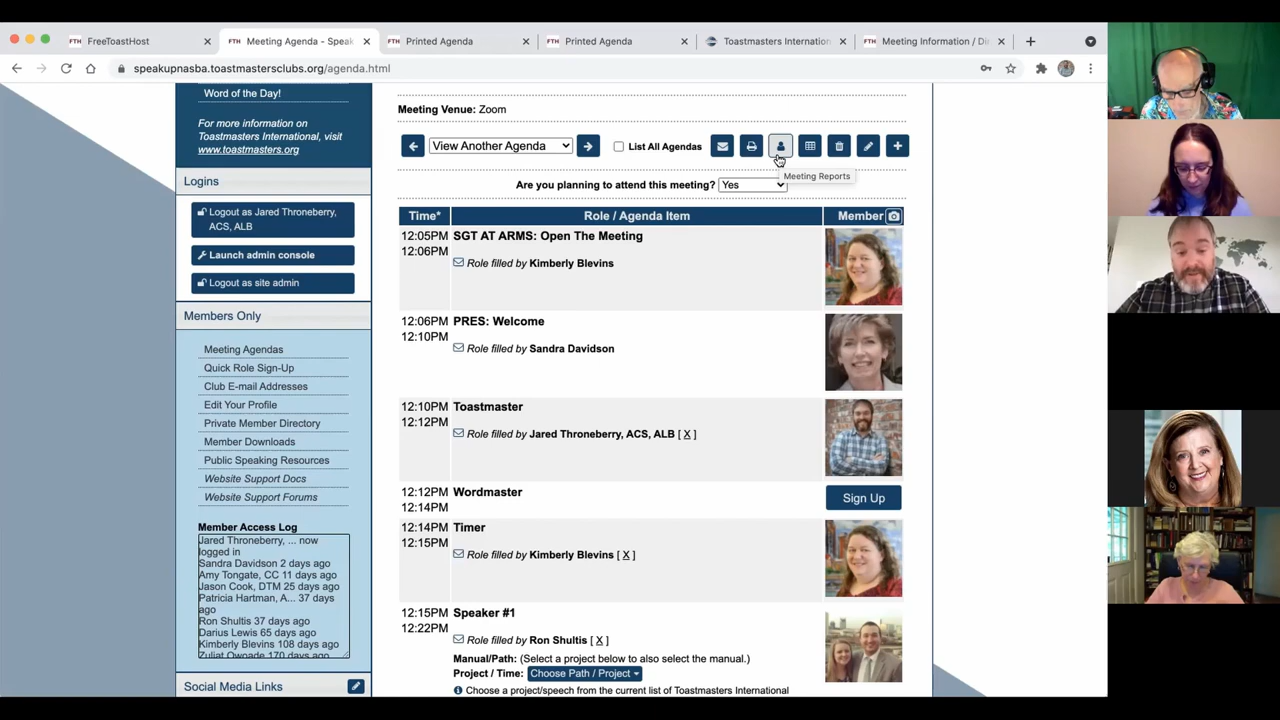 FTH FreeToastHost
FTH Meeting Agenda - Speak
FTH Printed Agenda
FTH Printed Agenda
Toastmasters Internation
FTH Meeting Information / Di
speakupnasba.toastmastersclubs.org/agenda.html
Word of the Day!
For more information on
Toastmasters International, visit
www.toastmasters.org
Logins
Logout as Jared Throneberry,
ACS, ALB
Launch admin console
Logout as site admin
Members Only
Meeting Agendas
Quick Role Sign-Up
Club E-mail Addresses
Edit Your Profile
Private Member Directory
Member Downloads
Public Speaking Resources
Website Support Docs
Website Support Forums
Member Access Log
Jared Throneberry, ... now
logged in
Sandra Davidson 2 days ago
Amy Tongate, CC 11 days ago
Jason Cook, DTM 25 days ago
Patricia Hartman, A... 37 days
ago
Ron Shultis 37 days ago
Darius Lewis 65 days ago
Kimberly Blevins 108 days ago
Zuliat Owoade 170 days ago
Social Media Links
Meeting Venue: Zoom
View Another Agenda
List All Agendas
Meeting Reports
Are you planning to attend this meeting? Yes
Time* Role / Agenda Item Member
12:05PM SGT AT ARMS: Open The Meeting
12:06PM
Role filled by Kimberly Blevins
12:06PM PRES: Welcome
12:10PM
Role filled by Sandra Davidson
12:10PM Toastmaster
12:12PM
Role filled by Jared Throneberry, ACS, ALB [ X ]
12:12PM Wordmaster
12:14PM
Sign Up
12:14PM Timer
12:15PM
Role filled by Kimberly Blevins [ X ]
12:15PM Speaker #1
12:22PM
Role filled by Ron Shultis [ X ]
Manual/Path: (Select a project below to also select the manual.)
Project / Time: Choose Path / Project
Choose a project/speech from the current list of Toastmasters International